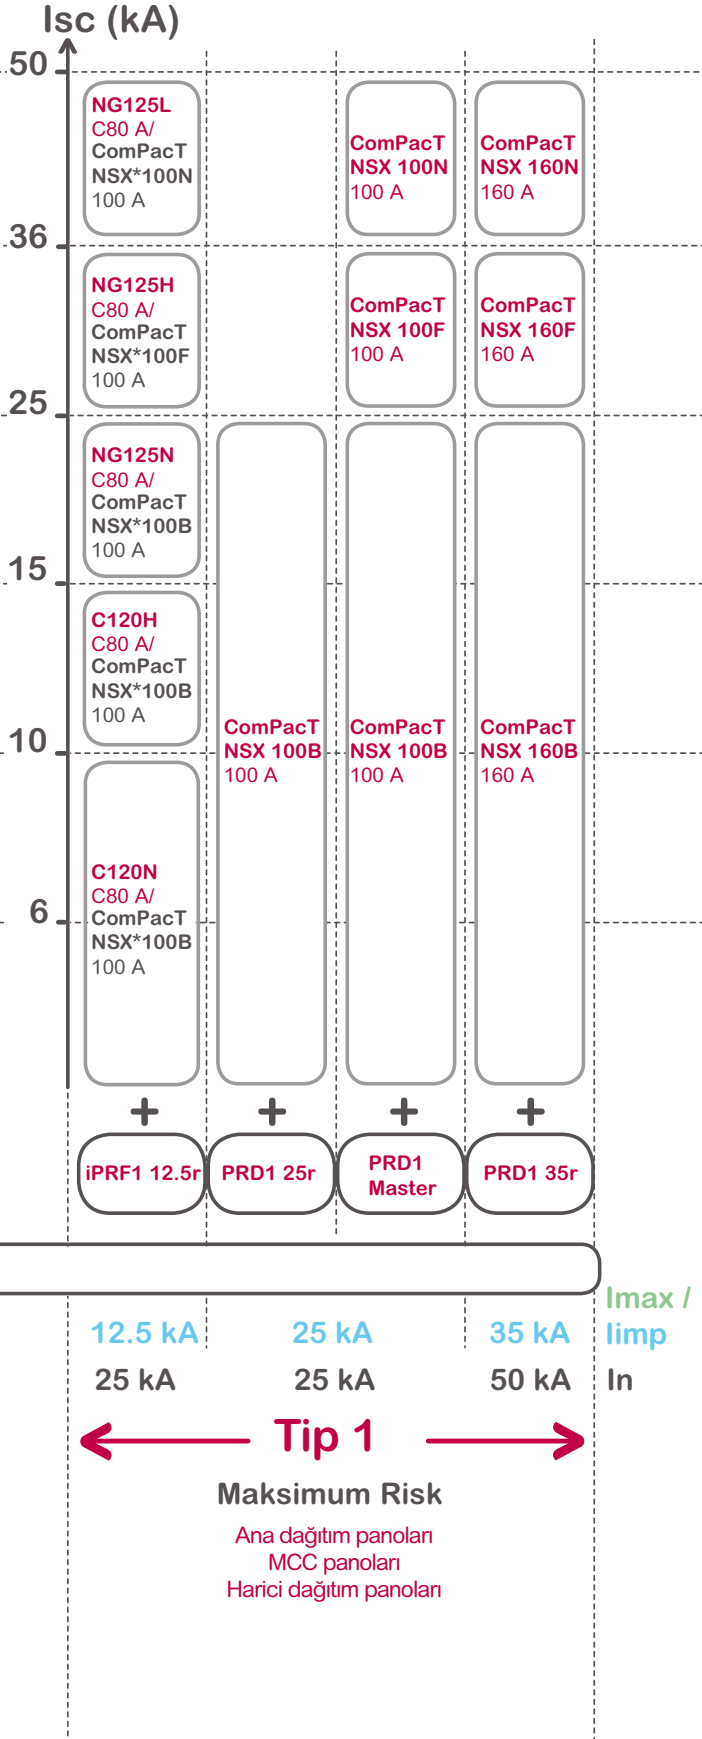 Isc (kA)
50
NG125L
C80 A/
ComPacT
NSX*100N
100 A
ComPacT
NSX 100N
100 A
ComPacT
NSX 160N
160 A
36
NG125H
C80 A/
ComPacT
NSX*100F
100 A
ComPacT
NSX 100F
100 A
ComPacT
NSX 160F
160 A
25
NG125N
C80 A/
ComPacT
NSX*100B
100 A
15
C120H
C80 A/
ComPacT
NSX*100B
100 A
10
ComPacT
NSX 100B
100 A
ComPacT
NSX 100B
100 A
ComPacT
NSX 160B
160 A
C120N
C80 A/
ComPacT
NSX*100B
100 A
6
+ + + +
iPRF1 12.5r
PRD1 25r
PRD1
Master
PRD1 35r
Imax /
12.5 kA 25 kA 35 kA Iimp
25 kA 25 kA 50 kA In
Tip 1
Maksimum Risk
Ana dağıtım panoları
MCC panoları
Harici dağıtım panoları